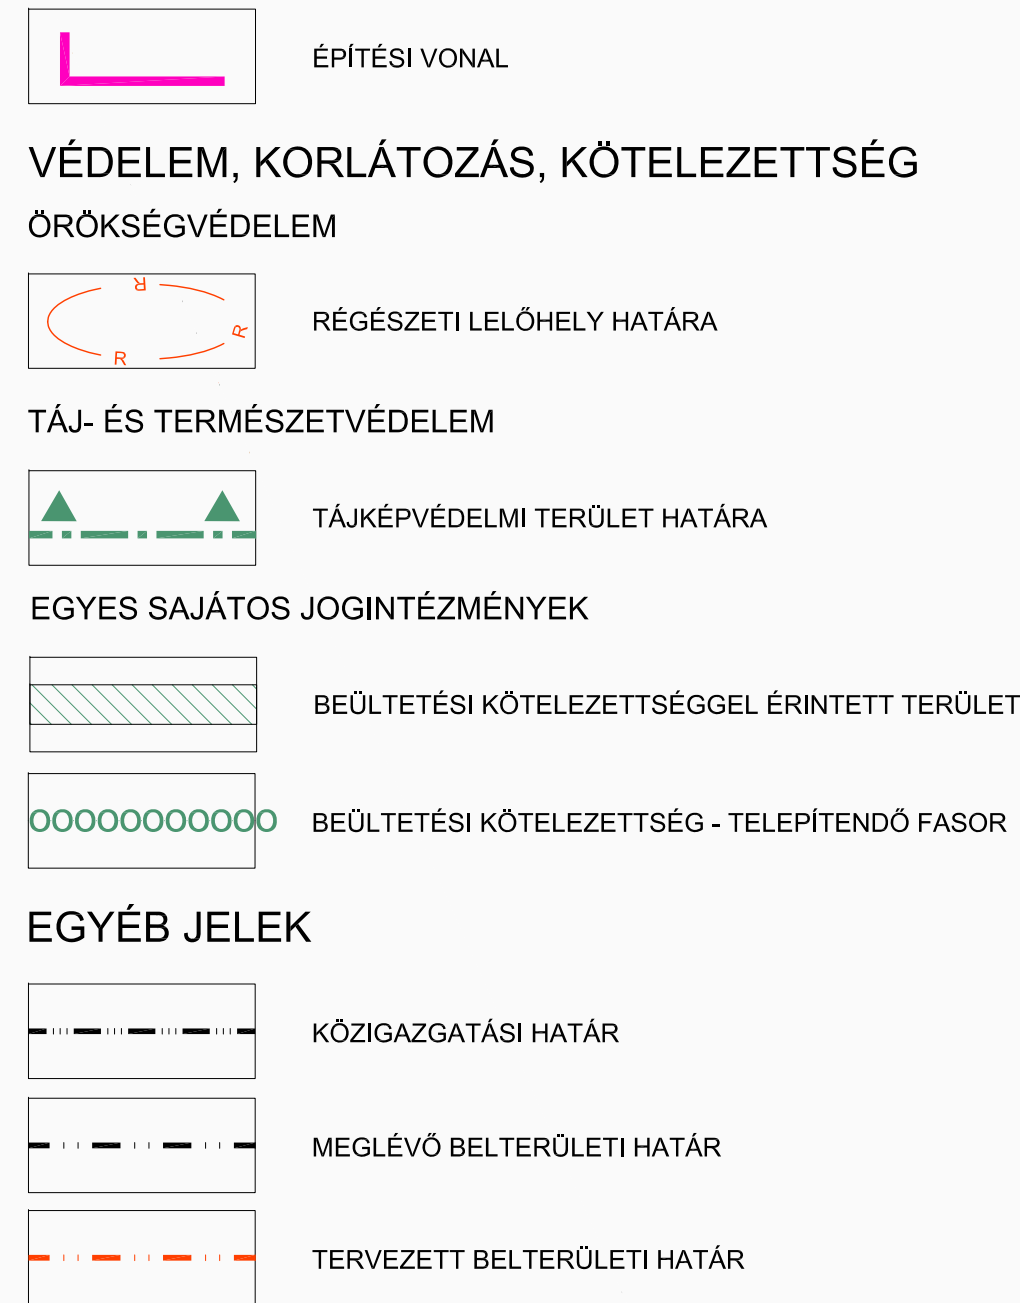 ÉPÍTÉSI VONAL
VÉDELEM, KORLÁTOZÁS, KÖTELEZETTSÉG
ÖRÖKSÉGVÉDELEM
R
R
R
RÉGÉSZETI LELŐHELY HATÁRA
TÁJ- ÉS TERMÉSZETVÉDELEM
TÁJKÉPVÉDELMI TERÜLET HATÁRA
EGYES SAJÁTOS JOGINTÉZMÉNYEK
BEÜLTETÉSI KÖTELEZETTSÉGGEL ÉRINTETT TERÜLET
BEÜLTETÉSI KÖTELEZETTSÉG - TELEPÍTENDŐ FASOR
EGYÉB JELEK
KÖZIGAZGATÁSI HATÁR
MEGLÉVŐ BELTERÜLETI HATÁR
TERVEZETT BELTERÜLETI HATÁR